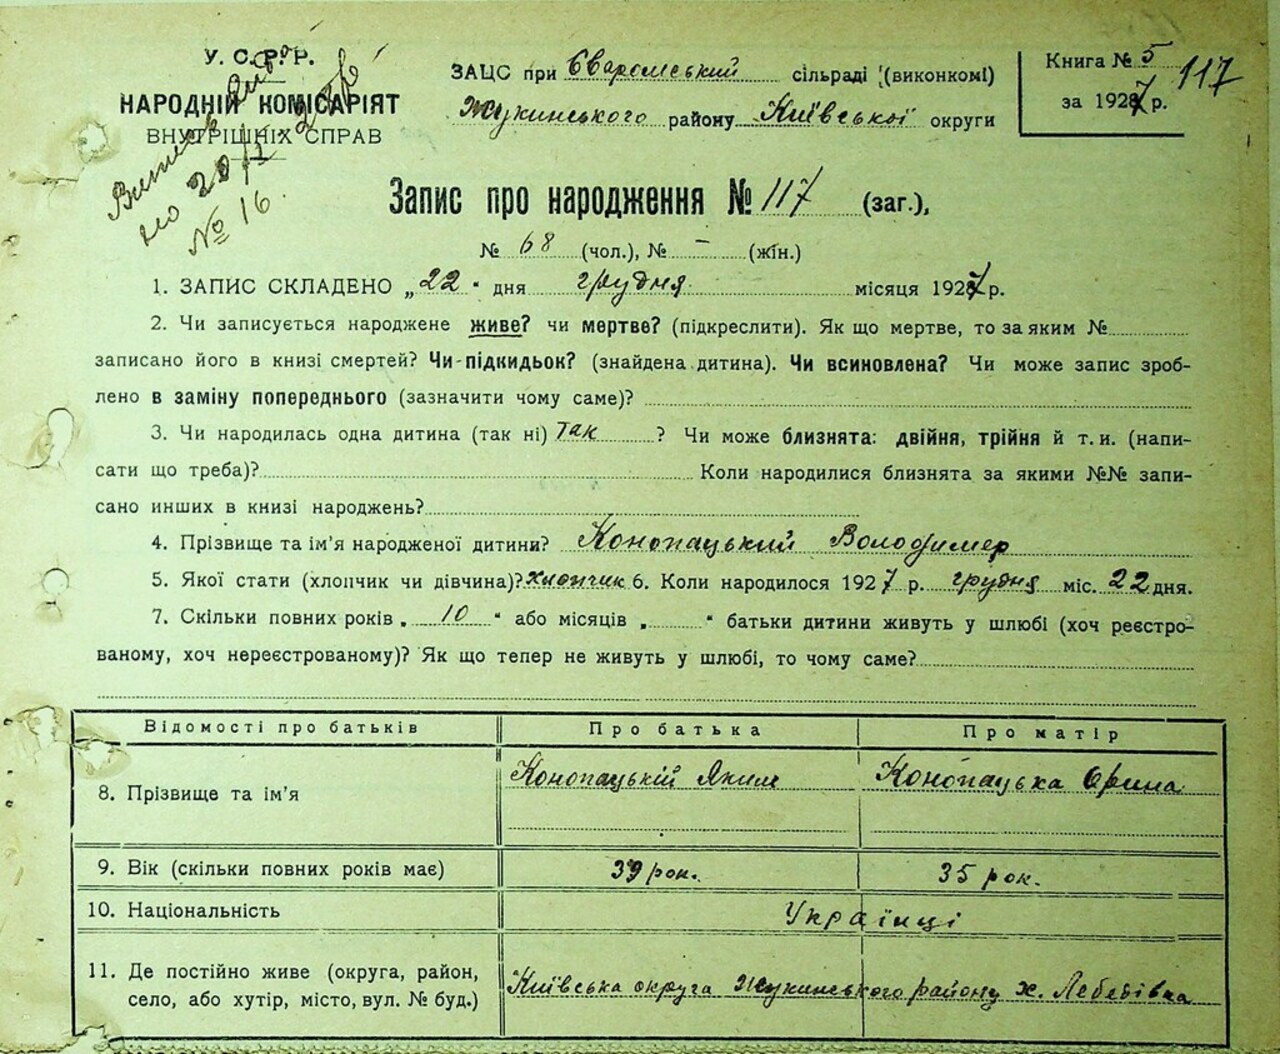 У. С. Р. Р.
НАРОДНІЙ КОМІСАРІЯТ
ВНУТРІШНІХ СПРАВ
№ 16.
ЗАЦС при Єваромський сільраді (виконкомі)
Жукинського району Київської округи
Книга № 5
за 1927 р.
117
Запис про народження № 117 (заг.),
№ 68 (чол.), № – (жін.)
1. ЗАПИС СКЛАДЕНО „22" дня грудня місяця 1927 р.
2. Чи записується народжене живе? чи мертве? (підкреслити). Як що мертве, то за яким №
записано його в книзі смертей? Чи-підкидьок? (знайдена дитина). Чи всиновлена? Чи може запис зроб-
лено в заміну попереднього (зазначити чому саме)?
3. Чи народилась одна дитина (так ні) так ? Чи може близнята: двійня, трійня й т. и. (напи-
сати що треба)? Коли народилися близнята за якими №№ запи-
сано инших в книзі народжень?
4. Прізвище та ім'я народженої дитини? Конопацький Володимер
5. Якої стати (хлопчик чи дівчина)? хлопчик 6. Коли народилося 1927 р. грудня міс. 22 дня.
7. Скільки повних років „ 10 " або місяців „ " батьки дитини живуть у шлюбі (хоч реєстро-
ваному, хоч нереєстрованому)? Як що тепер не живуть у шлюбі, то чому саме?
Відомості про батьків Про батька Про матір
8. Прізвище та ім'я Конопацькій Яким Конопацька Орина
9. Вік (скільки повних років має) 39 рок. 35 рок.
10. Національність Українці
11. Де постійно живе (округа, район,
село, або хутір, місто, вул. № буд.) Київська округа Жукинського району х. Лебедівка